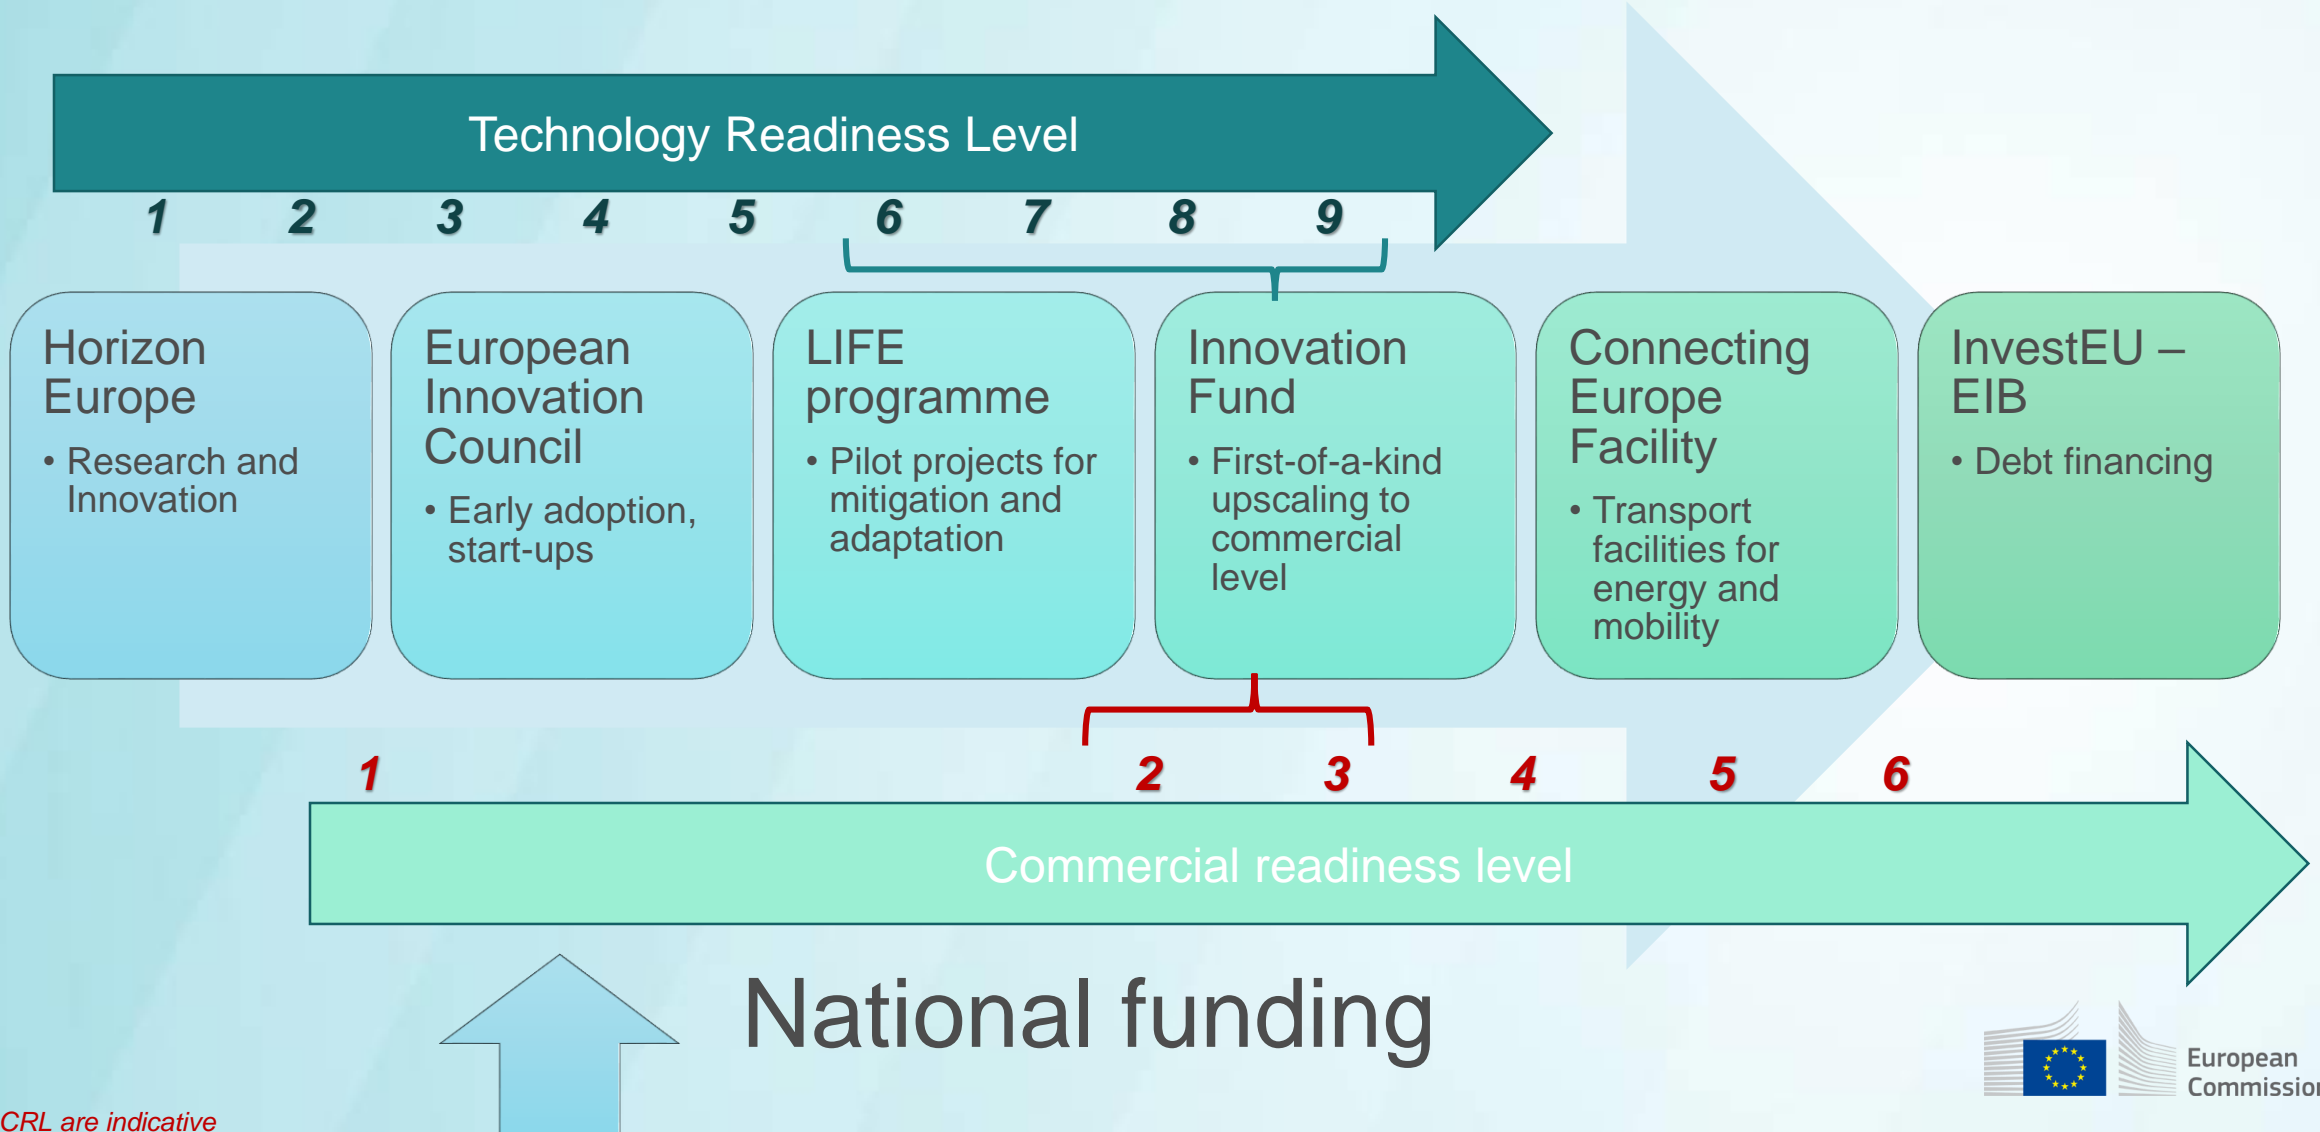 Technology Readiness Level
1 2 3 4 5 6 7 8 9
Horizon
Europe
• Research and
Innovation
European
Innovation
Council
• Early adoption,
start-ups
LIFE
programme
• Pilot projects for
mitigation and
adaptation
Innovation
Fund
• First-of-a-kind
upscaling to
commercial
level
Connecting
Europe
Facility
• Transport
facilities for
energy and
mobility
InvestEU –
EIB
• Debt financing
1 2 3 4 5 6
Commercial readiness level
National funding
European
Commission
CRL are indicative